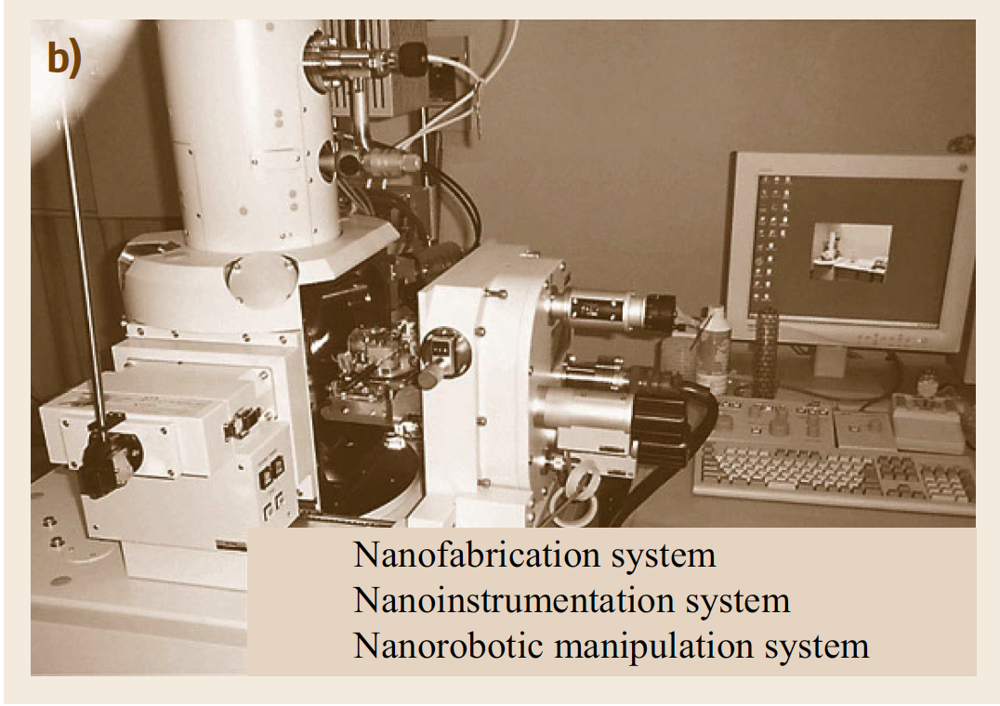 b)
Nanofabrication system
Nanoinstrumentation system
Nanorobotic manipulation system